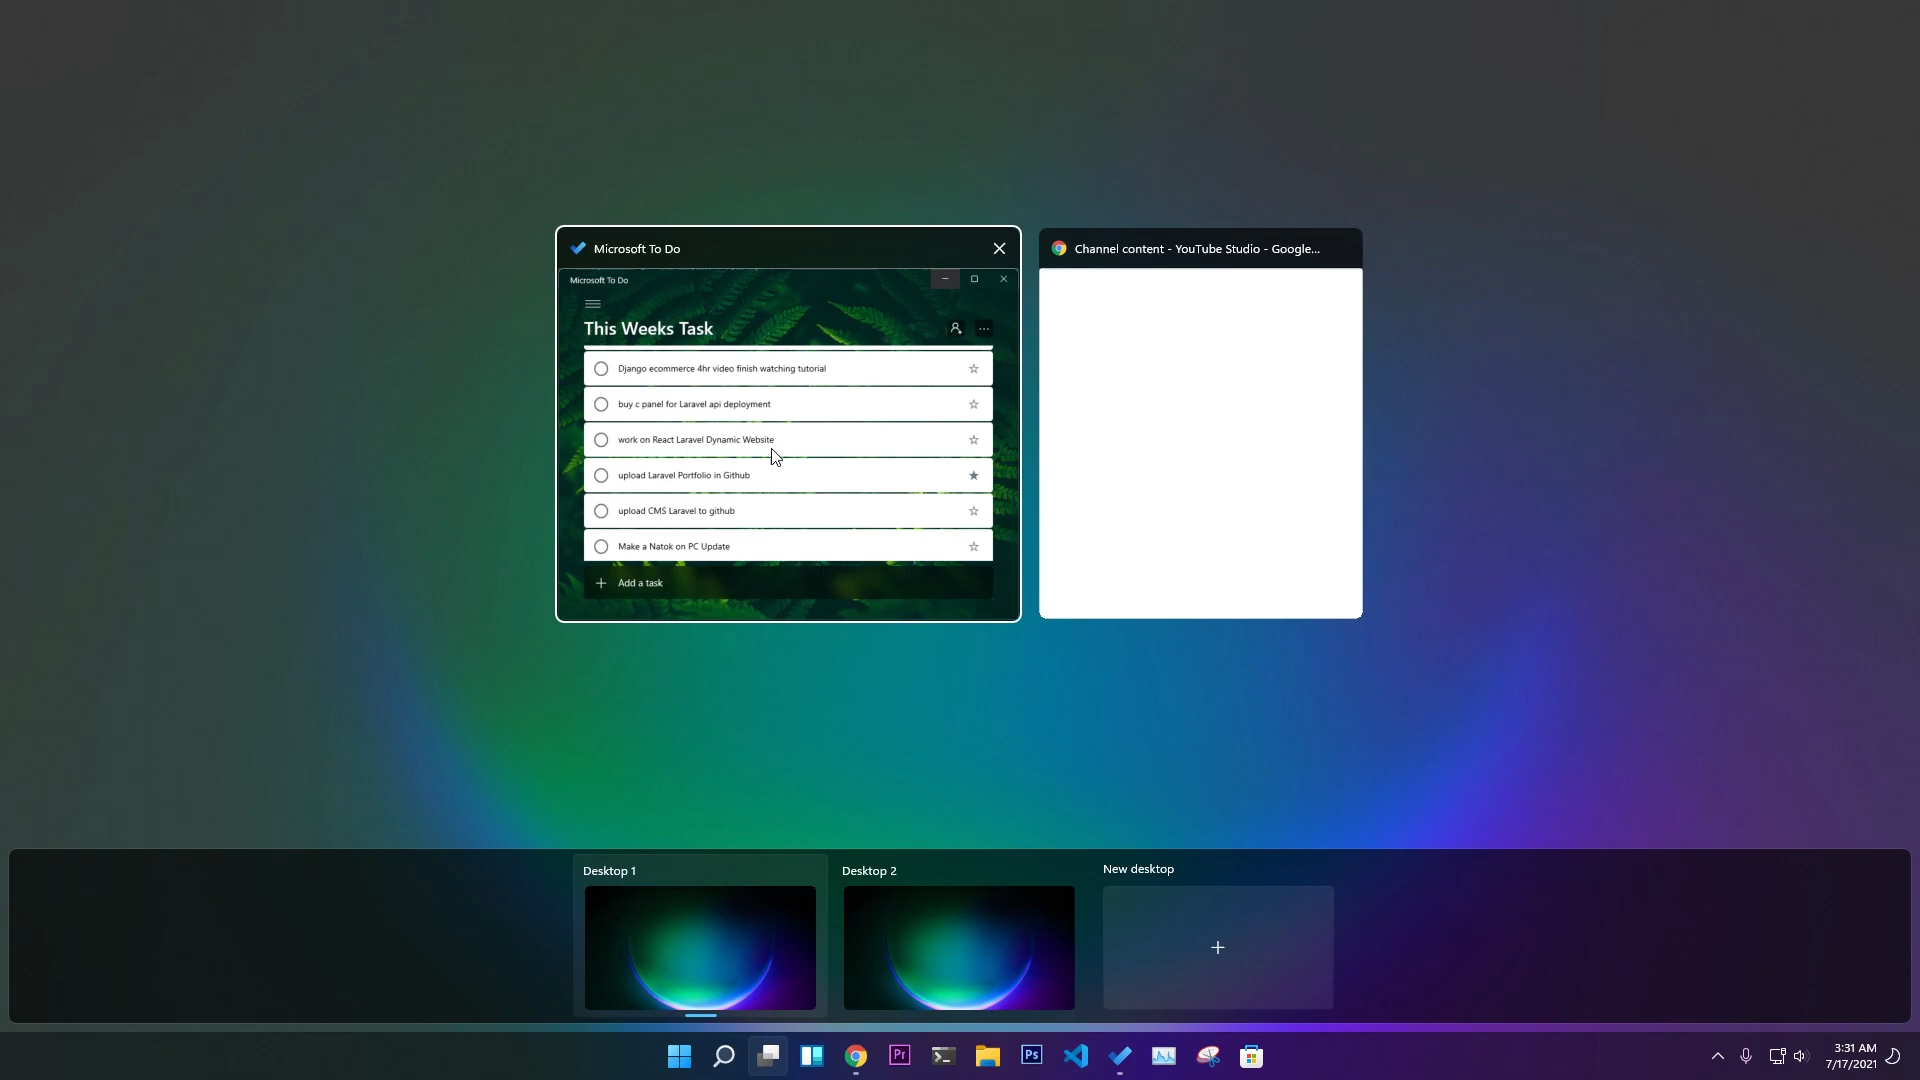 Microsoft To Do
Channel content - YouTube Studio - Google...
Microsoft To Do
This Weeks Task
Django ecommerce 4hr video finish watching tutorial
buy c panel for Laravel api deployment
work on React Laravel Dynamic Website
upload Laravel Portfolio in Github
upload CMS Laravel to github
Make a Natok on PC Update
Add a task
Desktop 1
Desktop 2
New desktop
Pr
Ps
3:31 AM
7/17/2021